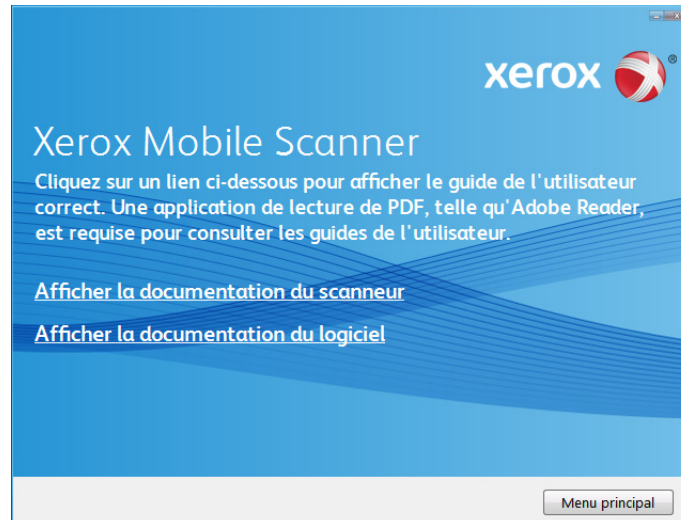 xerox
Xerox Mobile Scanner
Cliquez sur un lien ci-dessous pour afficher le guide de l'utilisateur
correct. Une application de lecture de PDF, telle qu'Adobe Reader,
est requise pour consulter les guides de l'utilisateur.
Afficher la documentation du scanneur
Afficher la documentation du logiciel
Menu principal